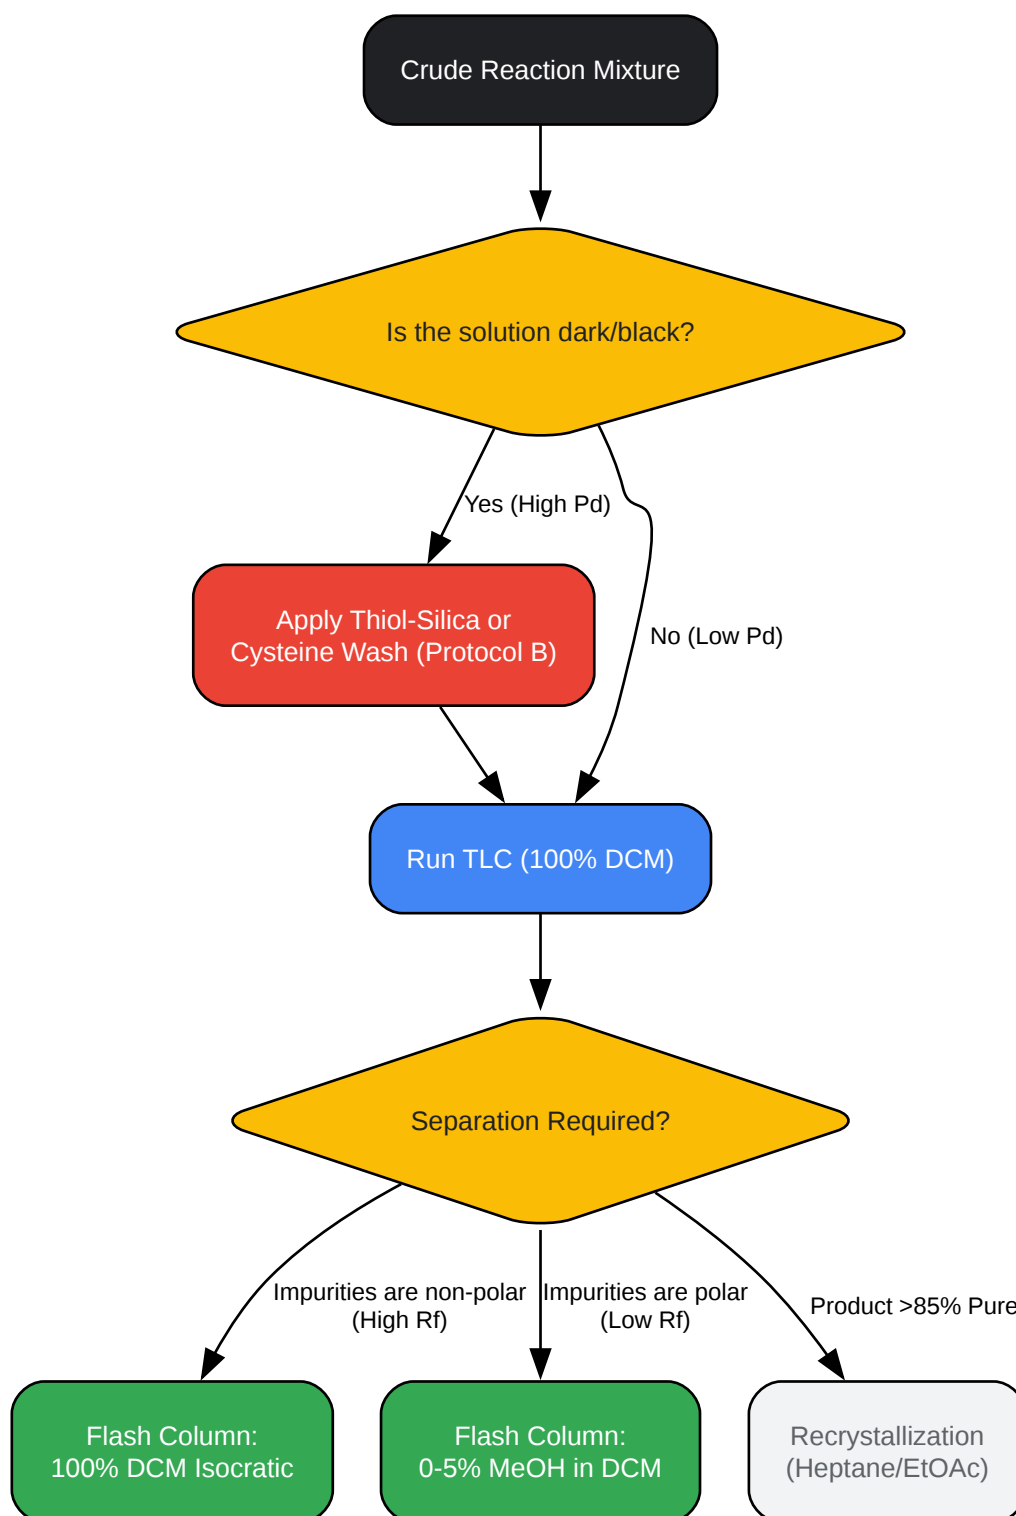 Crude Reaction Mixture
Is the solution dark/black?
Yes (High Pd)
Apply Thiol-Silica or
Cysteine Wash (Protocol B)
No (Low Pd)
Run TLC (100% DCM)
Separation Required?
Impurities are non-polar
(High Rf)
Impurities are polar
(Low Rf)
Product >85% Pure
Flash Column:
100% DCM Isocratic
Flash Column:
0-5% MeOH in DCM
Recrystallization
(Heptane/EtOAc)